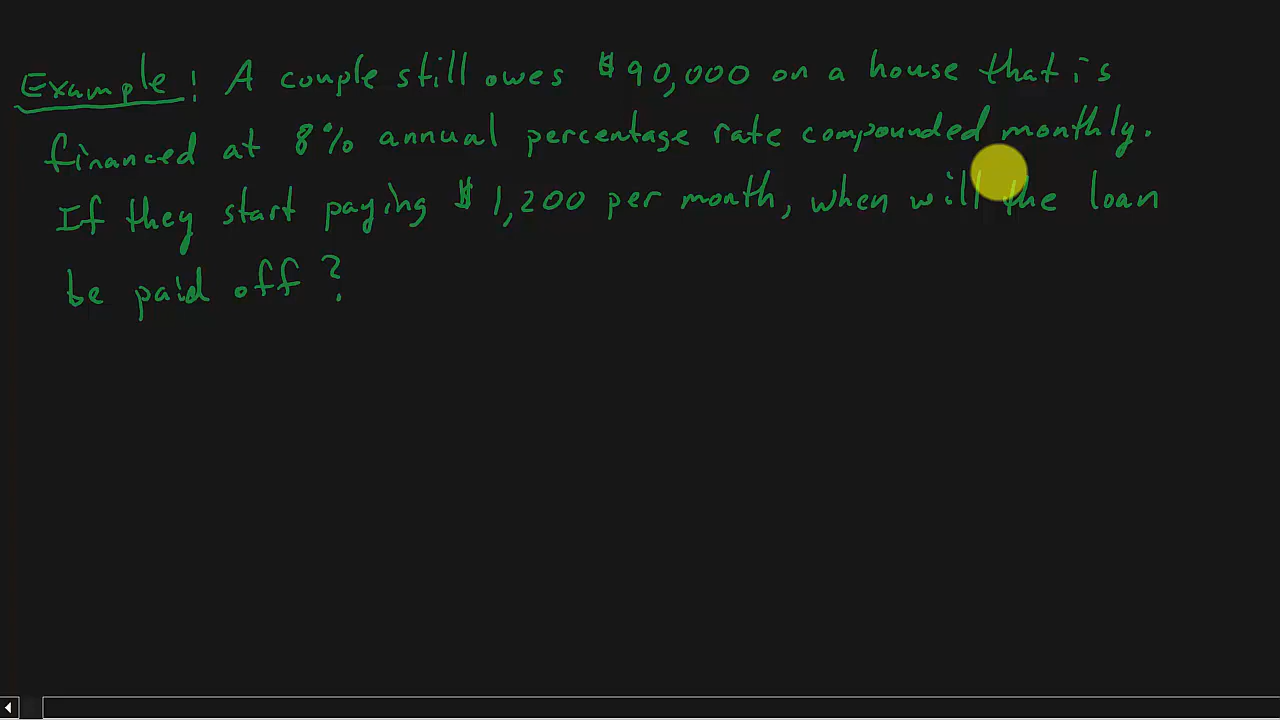 Example: A couple still owes $90,000 on a house that is
financed at 8% annual percentage rate compounded monthly.
If they start paying $1,200 per month, when will the loan
be paid off?